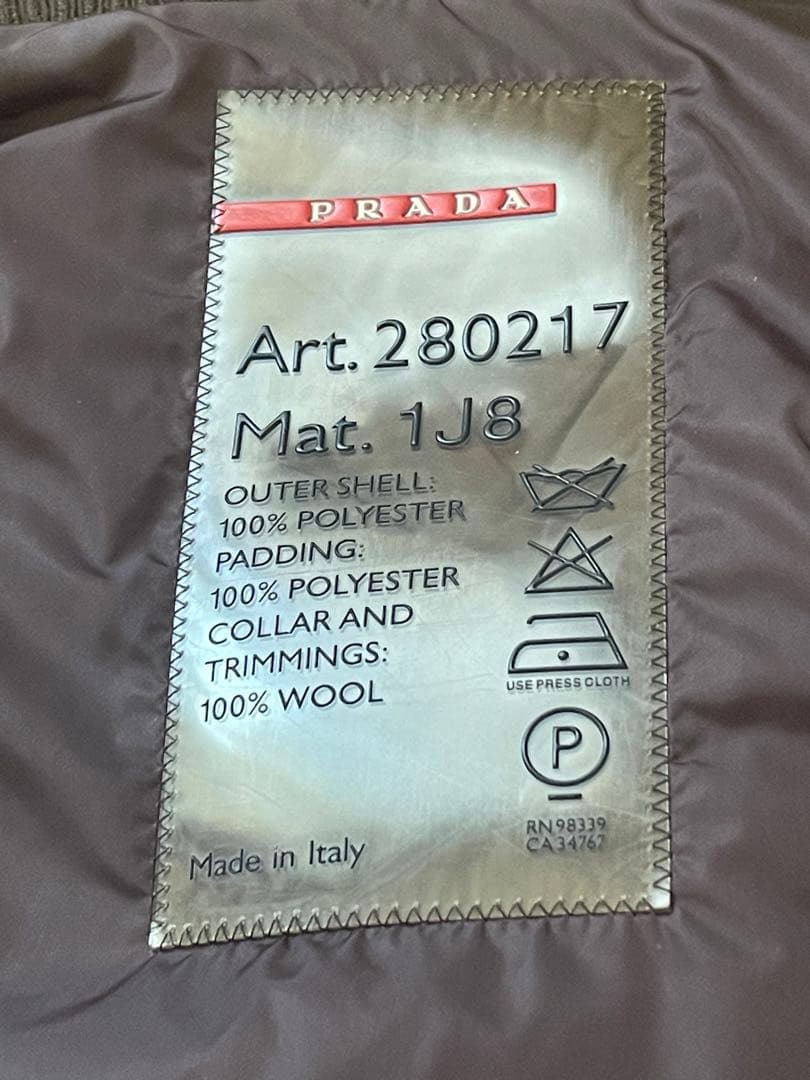 PRADA
Art. 280217
Mat. 1J8
OUTER SHELL:
100% POLYESTER
PADDING:
100% POLYESTER
COLLAR AND
TRIMMINGS:
100% WOOL
USE PRESS CLOTH
P
RN 98339
CA 34767
Made in Italy